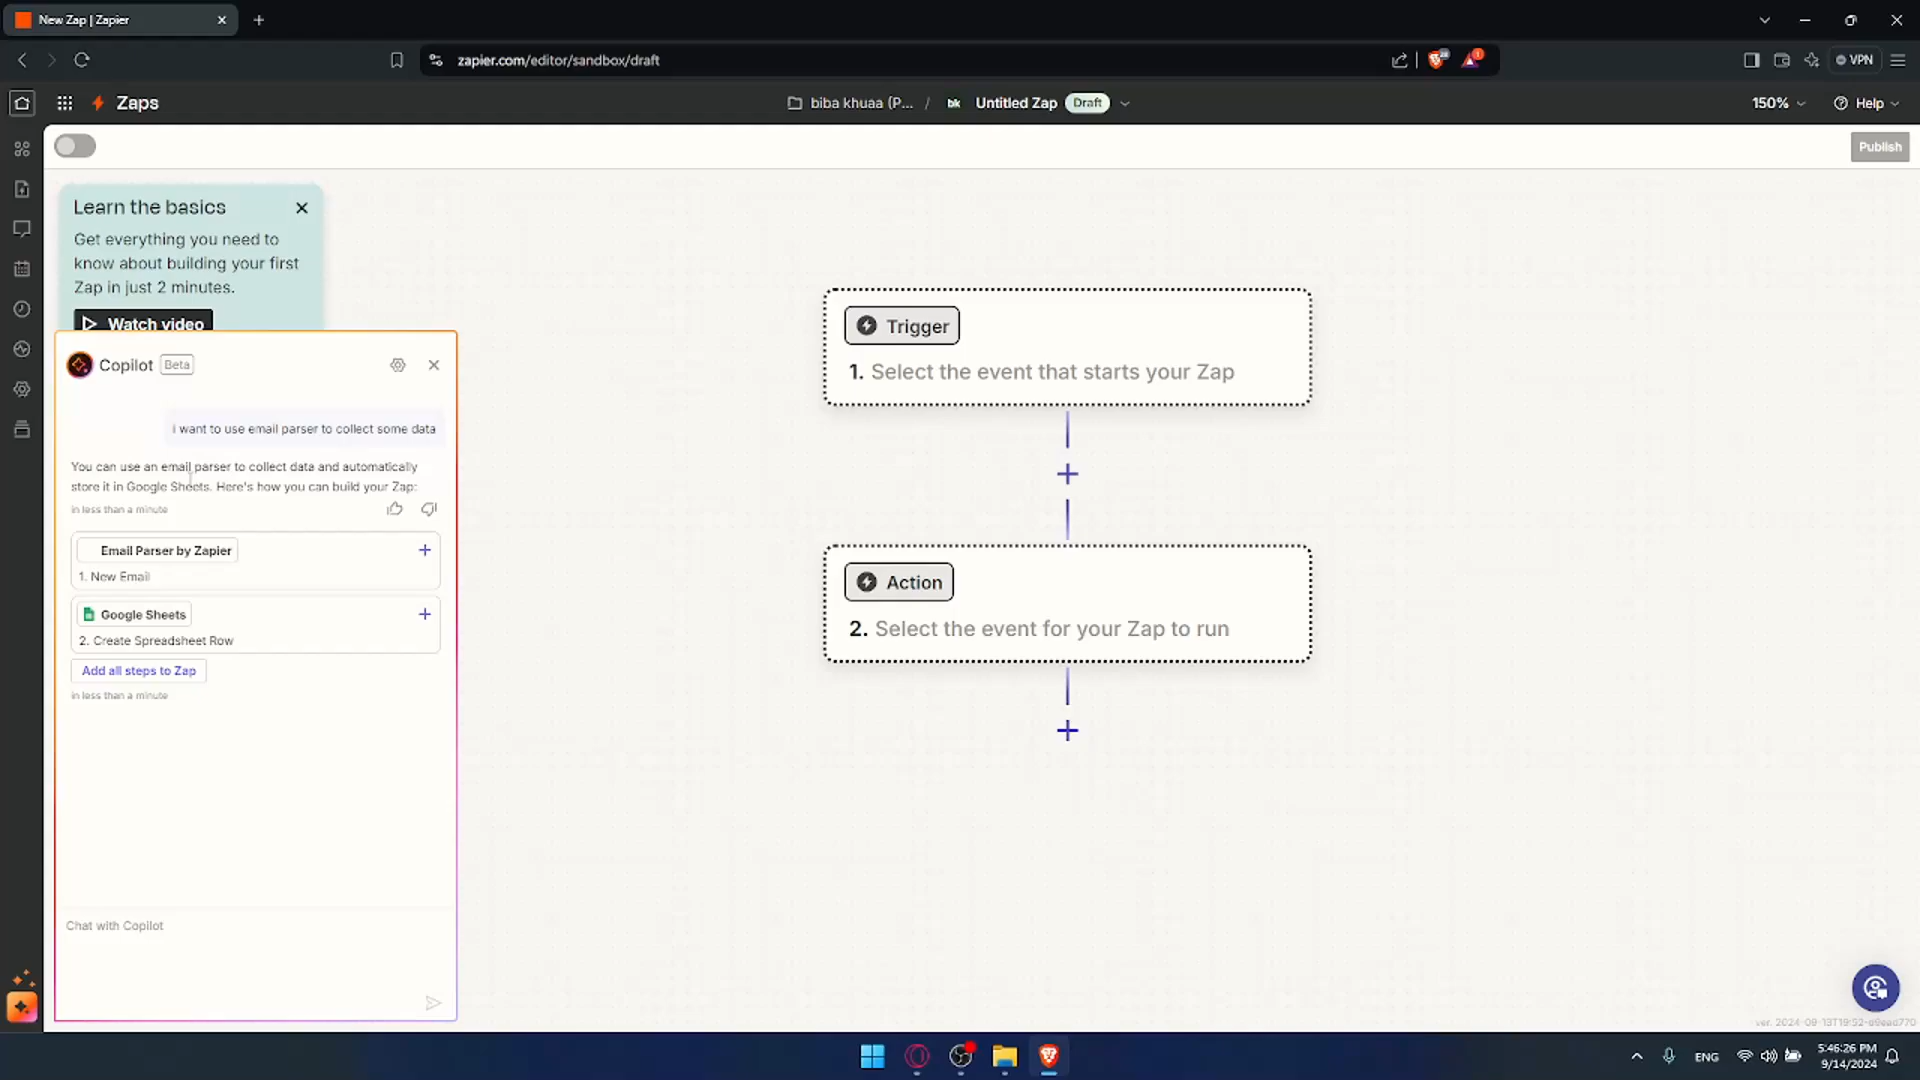 New Zap | Zapier
zapier.com/editor/sandbox/draft
VPN
Zaps
biba khuaa (P... / bk Untitled Zap Draft
150%
Help
Publish
Learn the basics
Get everything you need to
know about building your first
Zap in just 2 minutes.
Watch video
Copilot Beta
i want to use email parser to collect some data
You can use an email parser to collect data and automatically
store it in Google Sheets. Here's how you can build your Zap:
in less than a minute
Email Parser by Zapier
1. New Email
Google Sheets
2. Create Spreadsheet Row
Add all steps to Zap
in less than a minute
Chat with Copilot
Trigger
1. Select the event that starts your Zap
Action
2. Select the event for your Zap to run
ENG
5:46:26 PM
9/14/2024